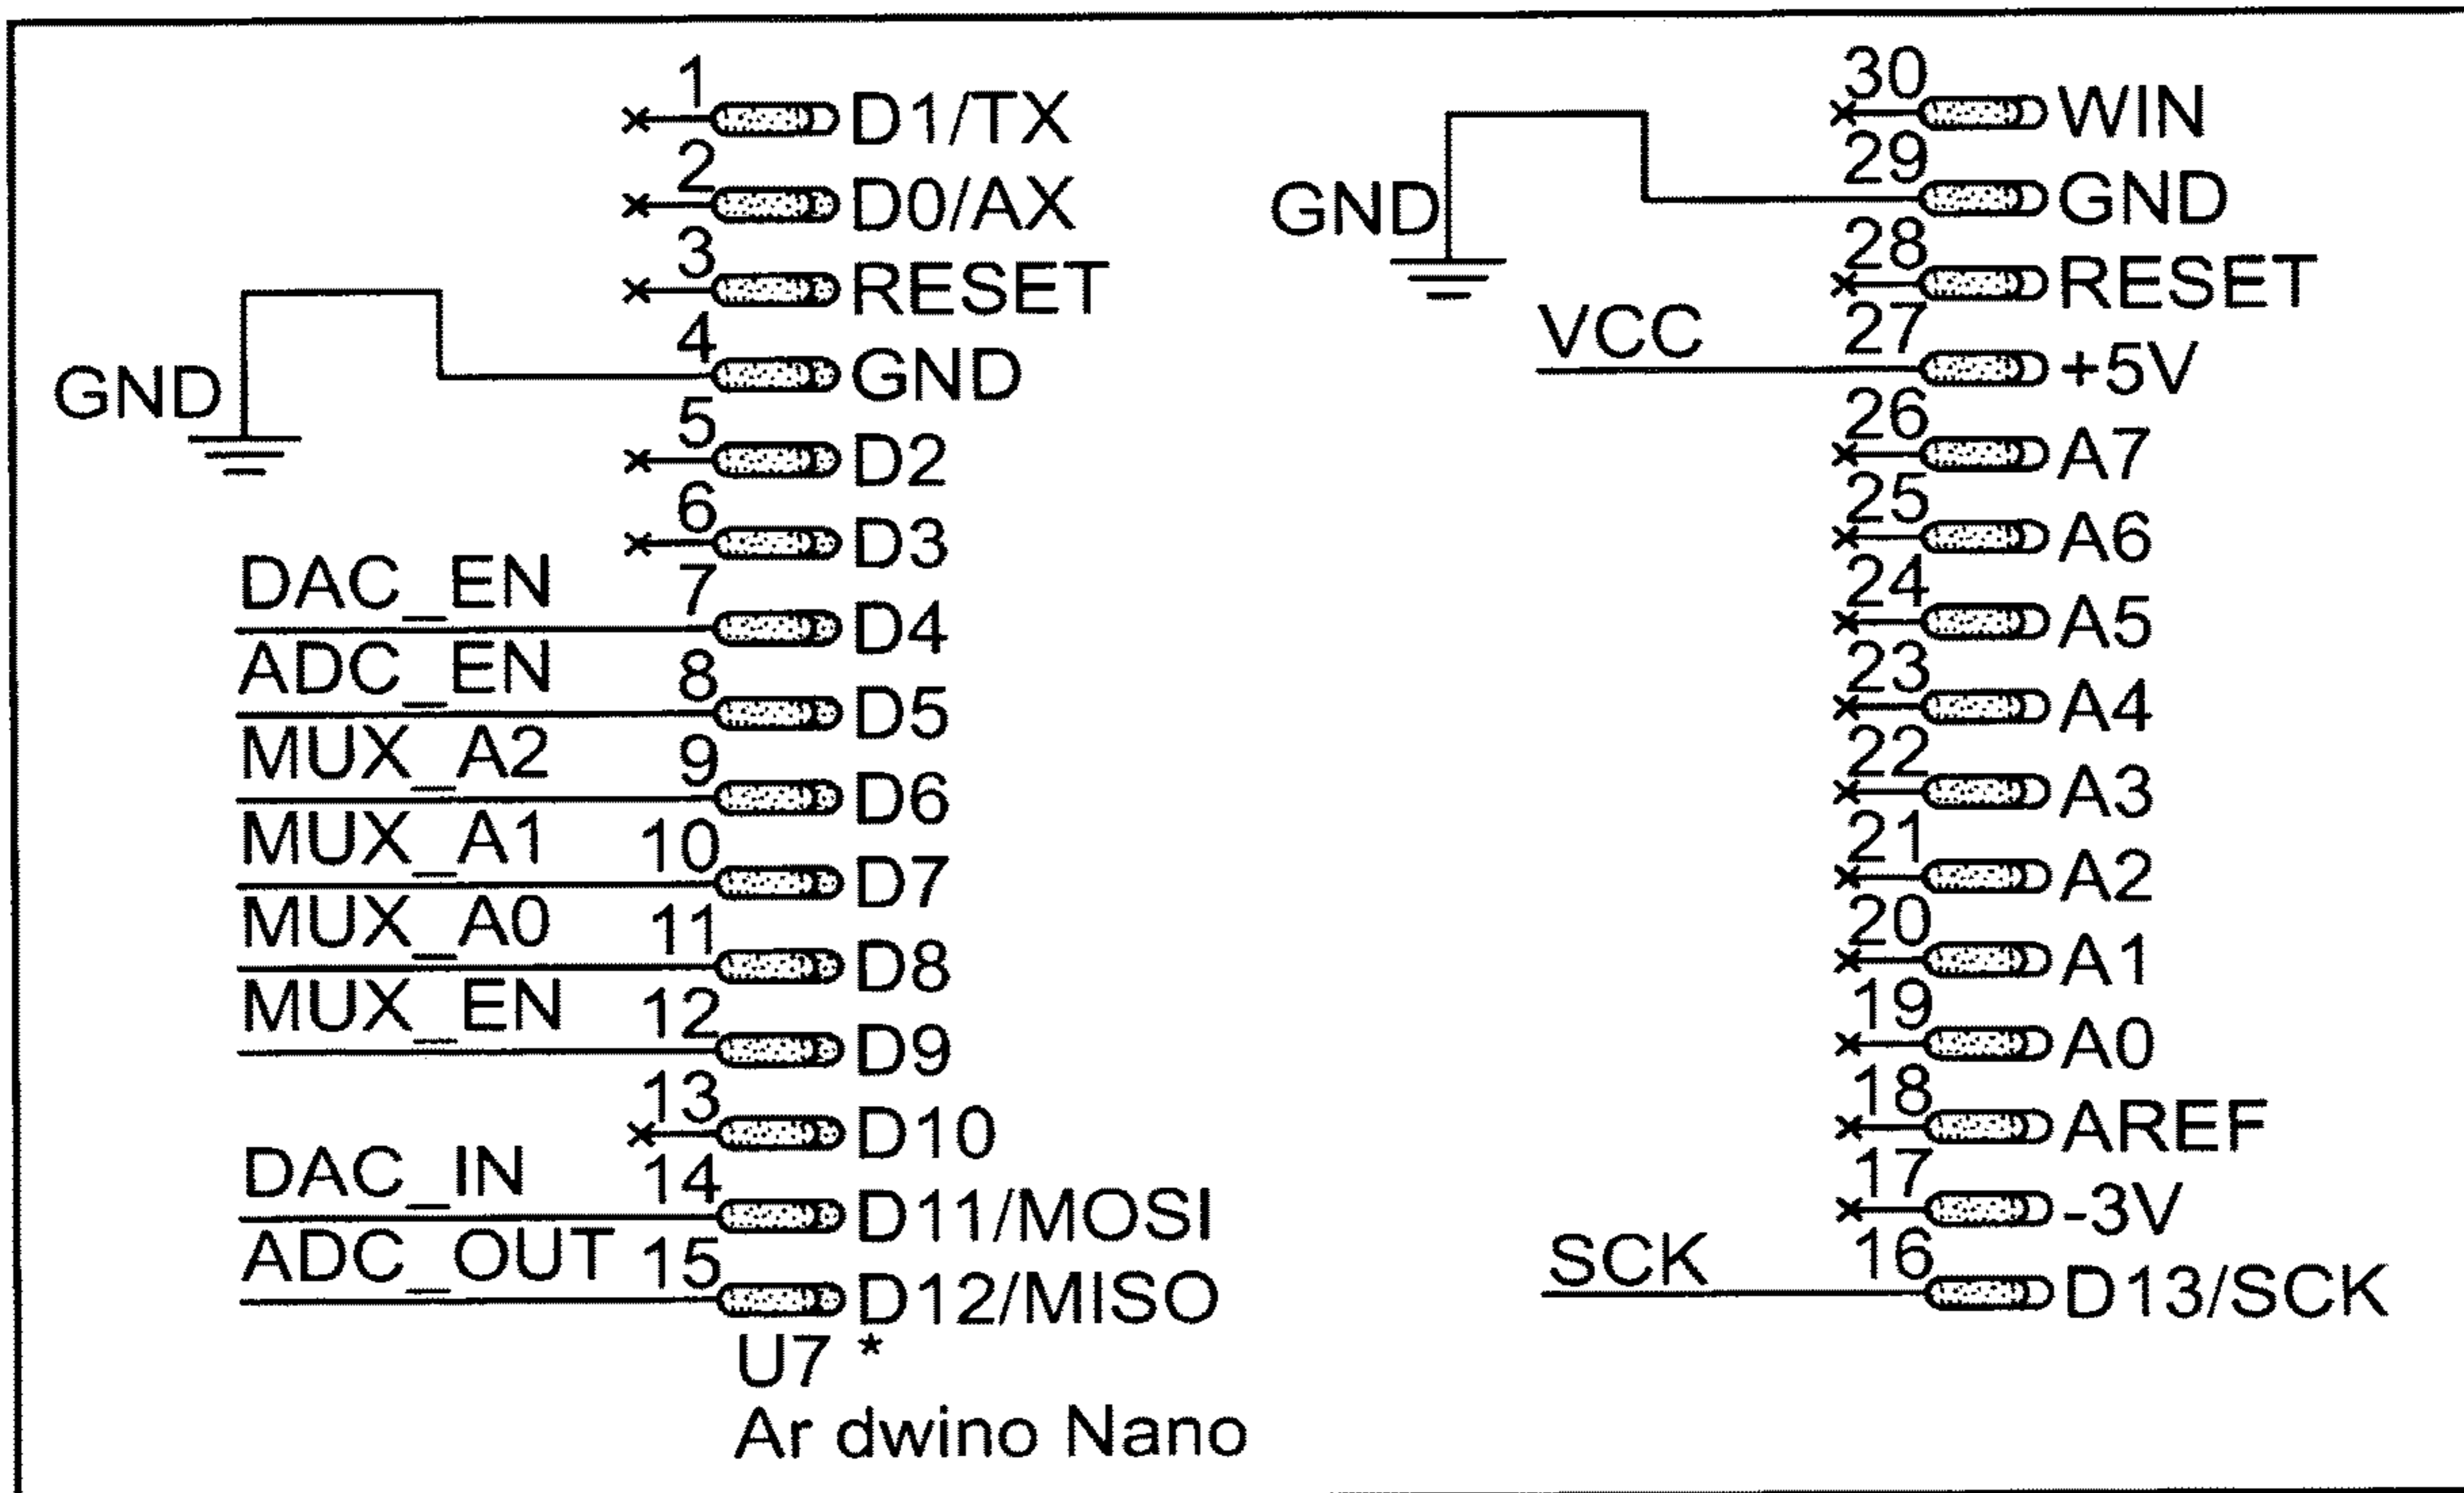 1 D1/TX
2 D0/AX
3 RESET
GND 4 GND
5 D2
6 D3
DAC_EN 7 D4
ADC_EN 8 D5
MUX_A2 9 D6
MUX_A1 10 D7
MUX_A0 11 D8
MUX_EN 12 D9
13 D10
DAC_IN 14 D11/MOSI
ADC_OUT 15 D12/MISO
U7 *
Ar dwino Nano
30 WIN
GND 29 GND
28 RESET
VCC 27 +5V
26 A7
25 A6
24 A5
23 A4
22 A3
21 A2
20 A1
19 A0
18 AREF
17 -3V
SCK 16 D13/SCK